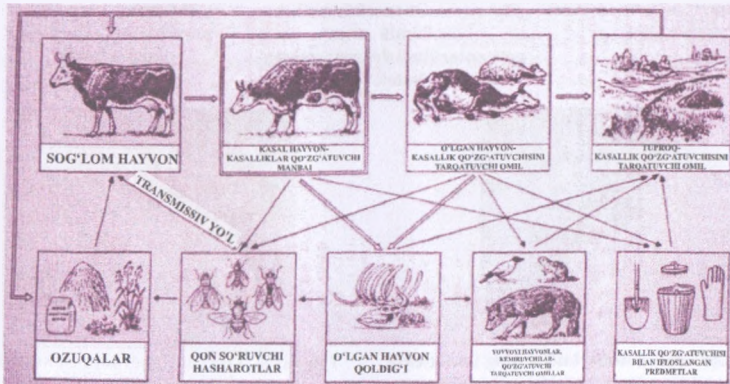 SOG‘LOM HAYVON
KASAL HAYVON-
KASALLIKLAR QO‘ZG‘ATUVCHI
MANBAI
O‘LGAN HAYVON-
KASALLIK QO‘ZG‘ATUVCHISINI
TARQATUVCHI OMIL
TUPROQ-
KASALLIK QO‘ZG‘ATUVCHISINI
TARQATUVCHI OMIL
TRANSMISSIV YO‘L
OZUQALAR
QON SO‘RUVCHI
HASHAROTLAR
O‘LGAN HAYVON
QOLDIG‘I
YOVVOYI HAYVONLAR,
KEMIRUVCHILAR-
QO‘ZG‘ATUVCHI
TARQATUVCHI OMILLAR
KASALLIK QO‘ZG‘ATUVCHISI
BILAN IFLOSLANGAN
PREDMETLAR